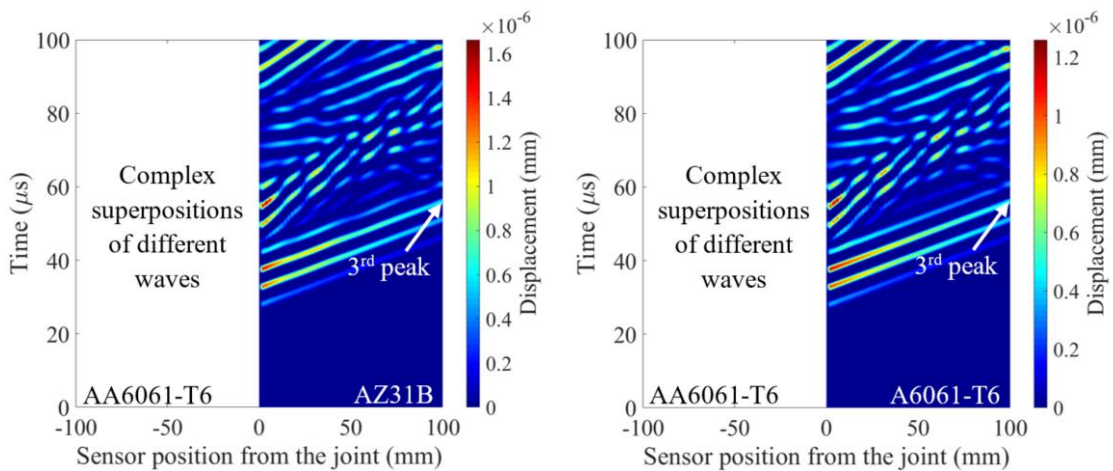 ×10⁻⁶
100
80
60
40
20
0
Time (μs)
Complex
superpositions
of different
waves
3rd peak
AA6061-T6
AZ31B
-100
-50
0
50
100
Sensor position from the joint (mm)
1.6
1.4
1.2
1
0.8
0.6
0.4
0.2
0
Displacement (mm)
×10⁻⁶
100
80
60
40
20
0
Time (μs)
Complex
superpositions
of different
waves
3rd peak
AA6061-T6
A6061-T6
-100
-50
0
50
100
Sensor position from the joint (mm)
1.2
1
0.8
0.6
0.4
0.2
0
Displacement (mm)